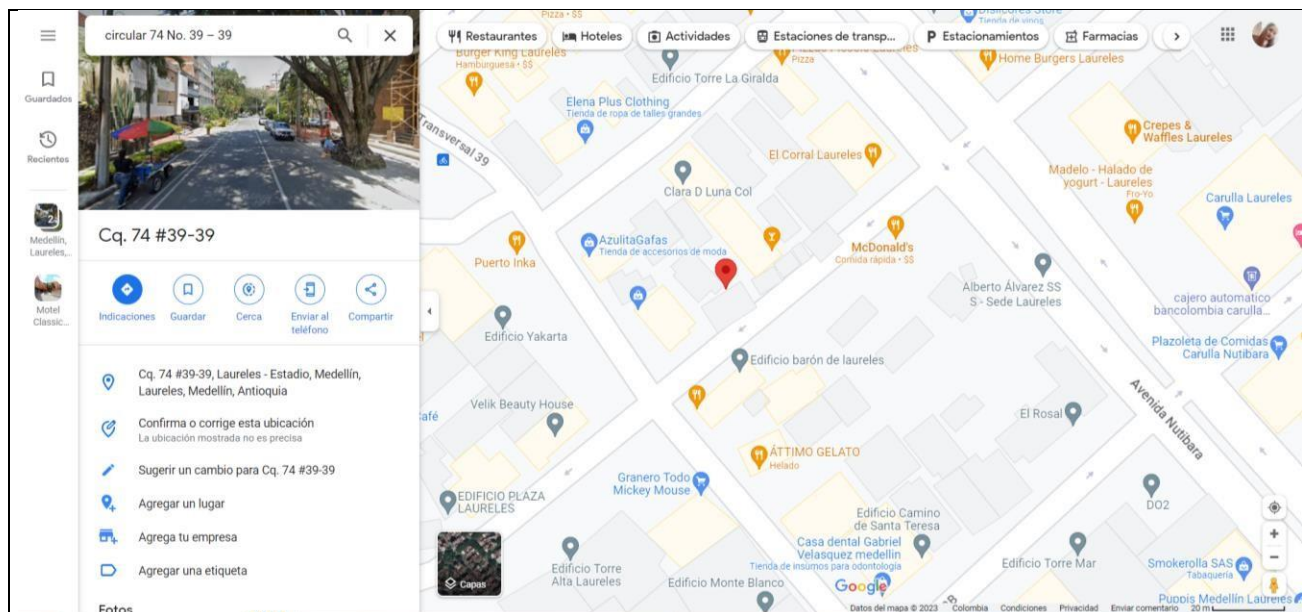 circular 74 No. 39 – 39
Guardados
Recientes
Medellín,
Laureles,...
Motel
Classic...
Cq. 74 #39-39
Indicaciones
Guardar
Cerca
Enviar al
teléfono
Compartir
Cq. 74 #39-39, Laureles - Estadio, Medellín,
Laureles, Medellín, Antioquia
Confirma o corrige esta ubicación
La ubicación mostrada no es precisa
Sugerir un cambio para Cq. 74 #39-39
Agregar un lugar
Agrega tu empresa
Agregar una etiqueta
Fotos
Restaurantes
Hoteles
Actividades
Estaciones de transp...
P Estacionamientos
Farmacias
Pizza • $$
Tienda de vinos
Burger King Laureles
Hamburguesa • $$
Edificio Torre La Giralda
Pizza
Home Burgers Laureles
Elena Plus Clothing
Tienda de ropa de talles grandes
Transversal 39
El Corral Laureles
Crepes &
Waffles Laureles
Clara D Luna Col
Madelo - Halado de
yogurt - Laureles
Fro-Yo
Carulla Laureles
AzulitaGafas
Tienda de accesorios de moda
McDonald's
Comida rápida • $$
Puerto Inka
Alberto Álvarez SS
S - Sede Laureles
cajero automatico
bancolombia carulla...
Edificio Yakarta
Edificio barón de laureles
Plazoleta de Comidas
Carulla Nutibara
Velik Beauty House
Café
El Rosal
Avenida Nutibara
ÁTTIMO GELATO
Helado
Granero Todo
Mickey Mouse
EDIFICIO PLAZA
LAURELES
DO2
Edificio Camino
de Santa Teresa
Casa dental Gabriel
Velasquez medellin
Tienda de insumos para odontología
Edificio Torre
Alta Laureles
Edificio Monte Blanco
Edificio Torre Mar
Smokerolla SAS
Tabaquería
Puppis Medellín Laureles
Capas
Google
Datos del mapa © 2023
Colombia
Condiciones
Privacidad
Enviar comentario
20 m